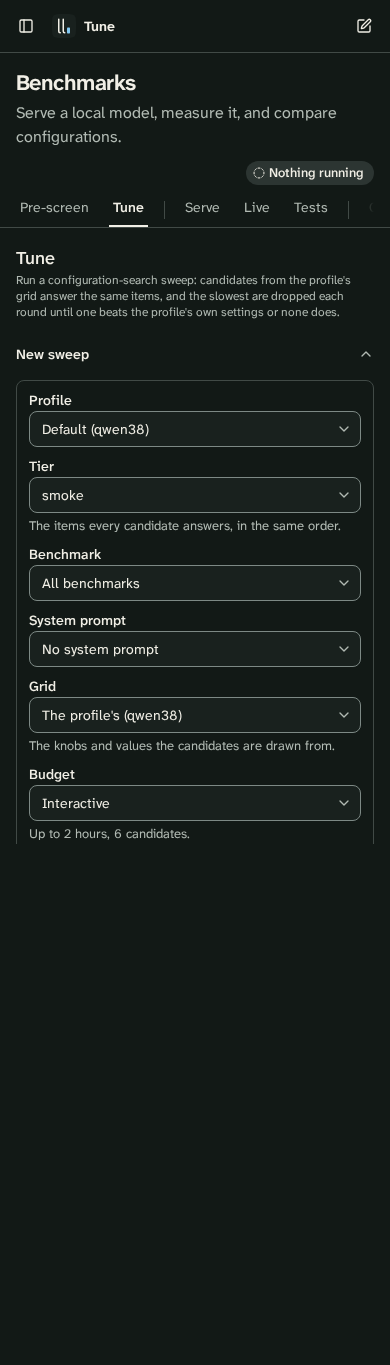 Tune
Benchmarks
Serve a local model, measure it, and compare
configurations.
Nothing running
Pre-screen
Tune
Serve
Live
Tests
Tune
Run a configuration-search sweep: candidates from the profile's
grid answer the same items, and the slowest are dropped each
round until one beats the profile's own settings or none does.
New sweep
Profile
Default (qwen38)
Tier
smoke
The items every candidate answers, in the same order.
Benchmark
All benchmarks
System prompt
No system prompt
Grid
The profile's (qwen38)
The knobs and values the candidates are drawn from.
Budget
Interactive
Up to 2 hours, 6 candidates.